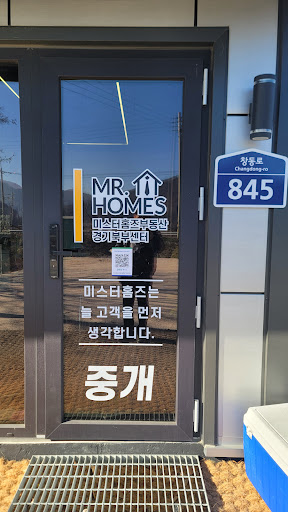 MR.
HOMES
미스터홈즈부동산
경기북부센터
미스터홈즈는
늘 고객을 먼저
생각합니다.
중개
창동로
Changdong-ro
845